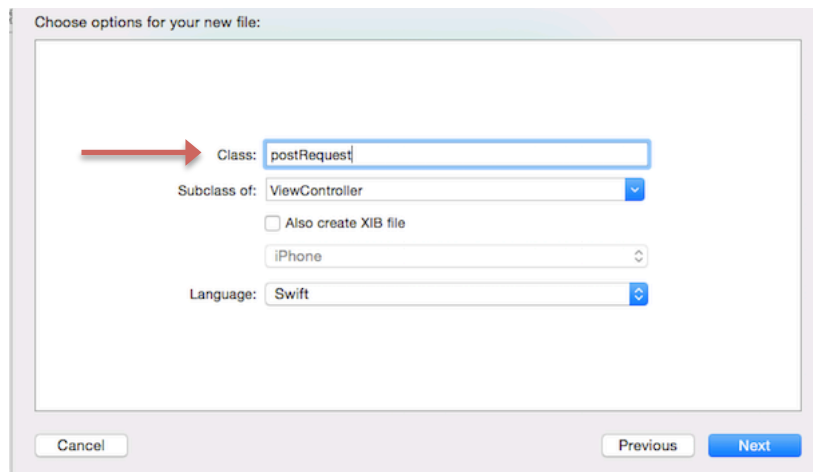 Choose options for your new file:
Class: postRequest
Subclass of: ViewController
Also create XIB file
iPhone
Language: Swift
Cancel Previous Next